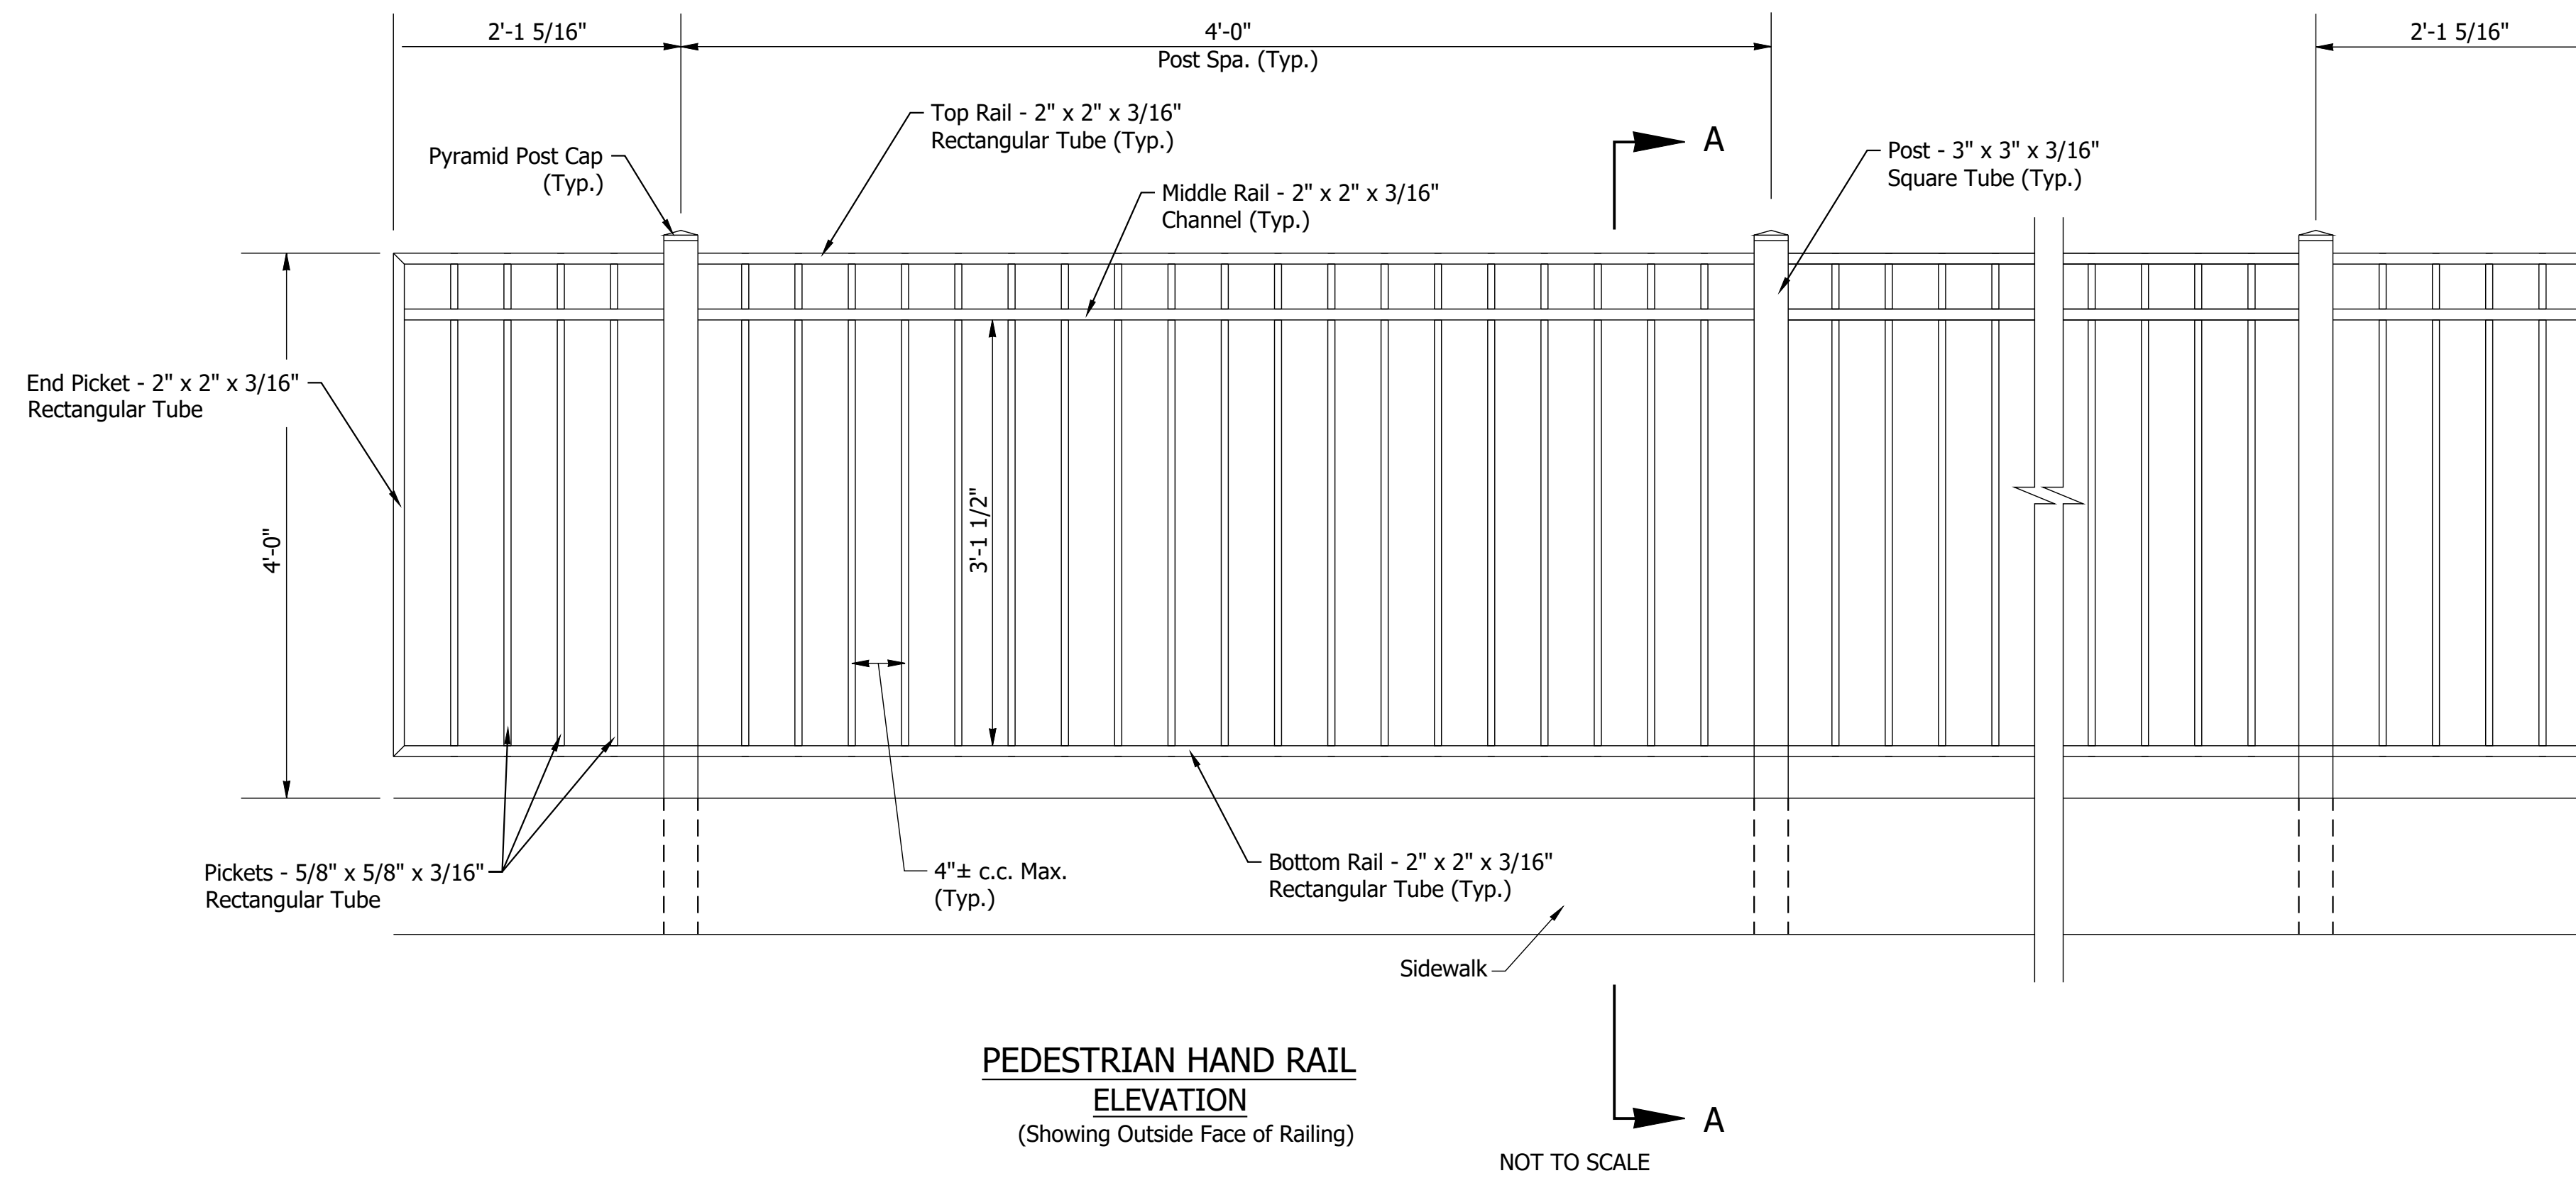 2'-1 5/16"
4'-0"
Post Spa. (Typ.)
2'-1 5/16"
Top Rail - 2" x 2" x 3/16"
Rectangular Tube (Typ.)
Pyramid Post Cap
(Typ.)
Middle Rail - 2" x 2" x 3/16"
Channel (Typ.)
A
Post - 3" x 3" x 3/16"
Square Tube (Typ.)
End Picket - 2" x 2" x 3/16"
Rectangular Tube
4'-0"
3'-1 1/2"
Pickets - 5/8" x 5/8" x 3/16"
Rectangular Tube
4"± c.c. Max.
(Typ.)
Bottom Rail - 2" x 2" x 3/16"
Rectangular Tube (Typ.)
Sidewalk
PEDESTRIAN HAND RAIL
ELEVATION
(Showing Outside Face of Railing)
A
NOT TO SCALE